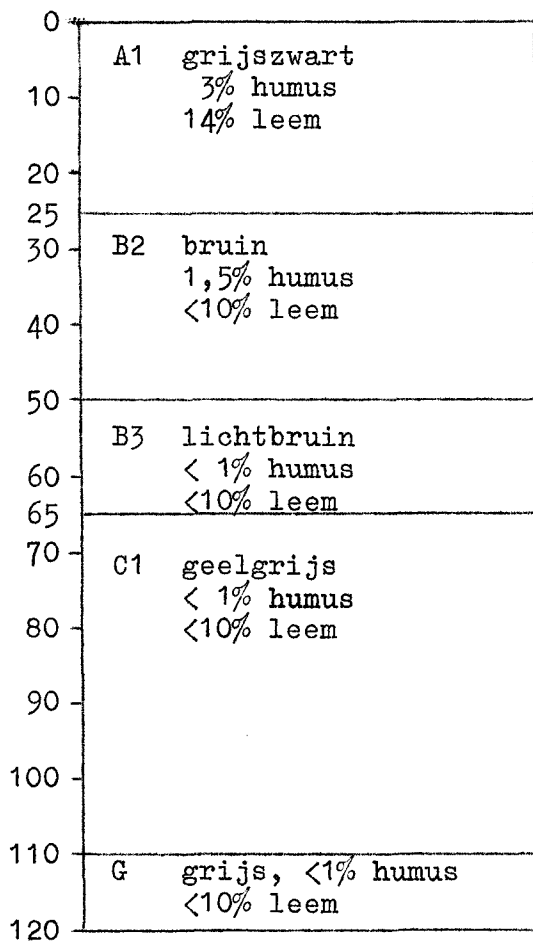 0
A1 grijszwart
3% humus
10
14% leem
20
25
30 B2 bruin
1,5% humus
<10% leem
40
50
B3 lichtbruin
< 1% humus
60
<10% leem
65
70
C1 geelgrijs
< 1% humus
80 <10% leem
90
100
110
G grijs, <1% humus
<10% leem
120